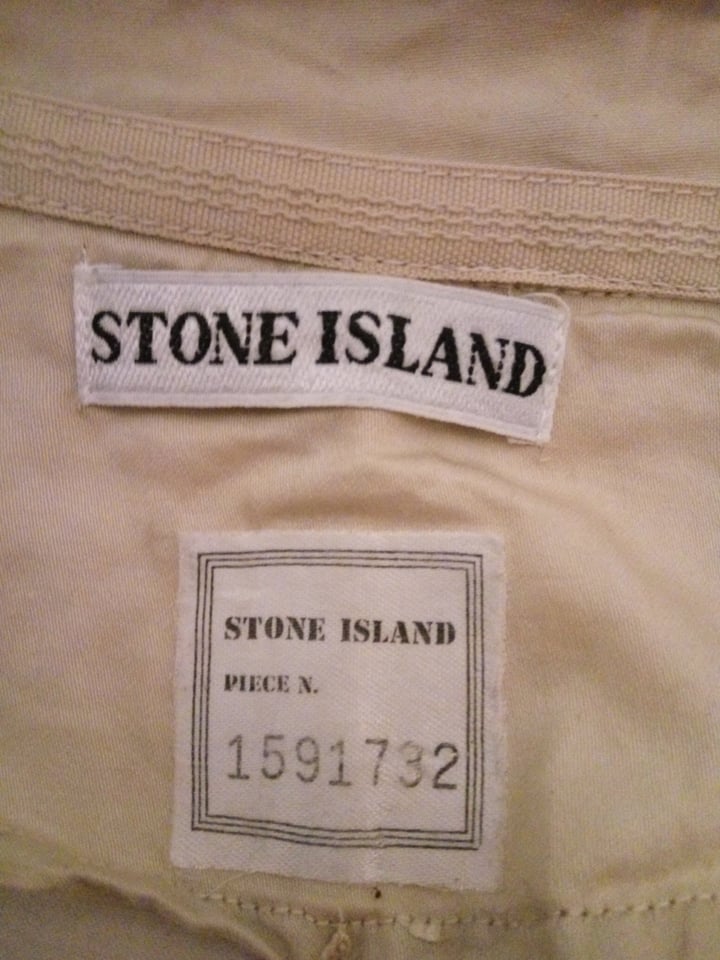 STONE ISLAND
STONE ISLAND
PIECE N.
1591732